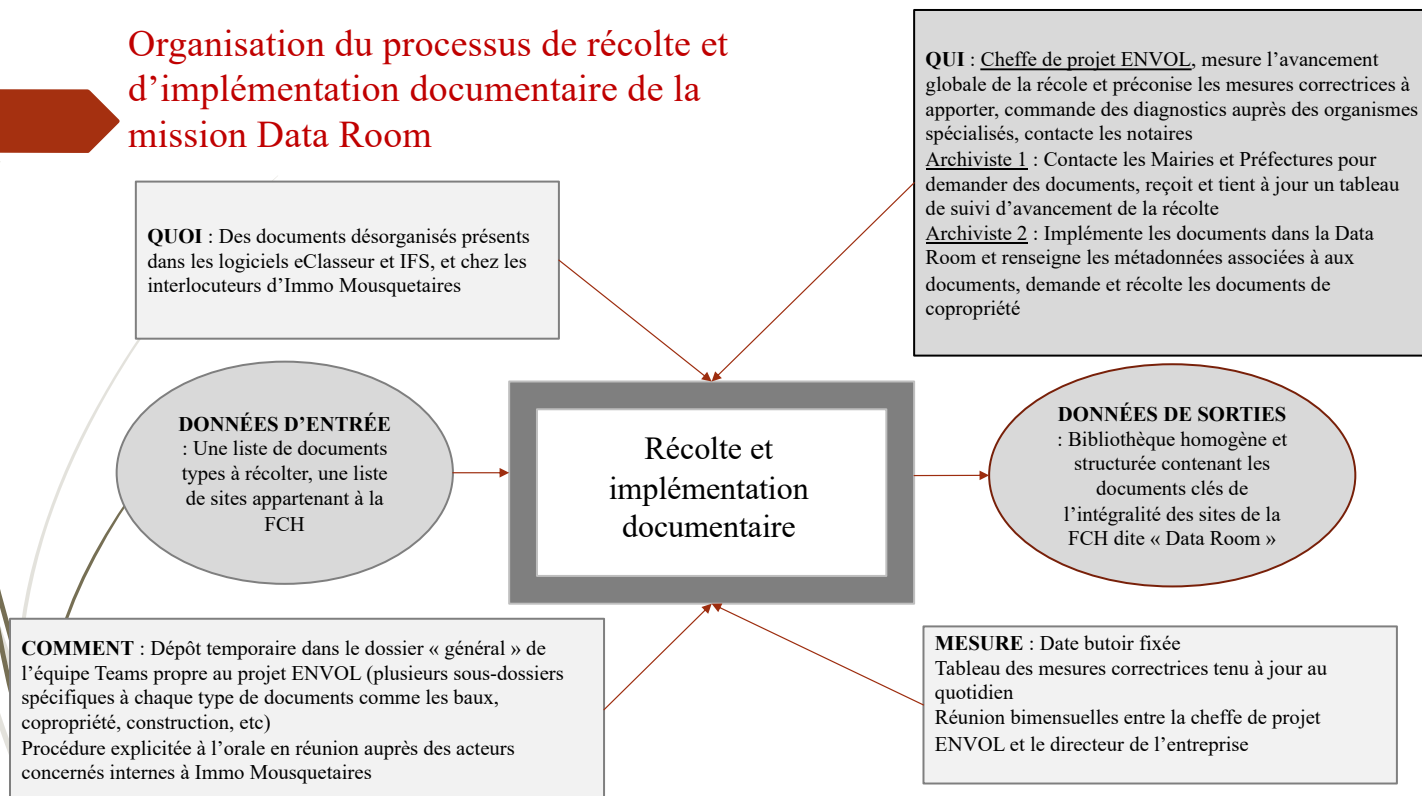 Organisation du processus de récolte et
d’implémentation documentaire de la
mission Data Room
QUI : Cheffe de projet ENVOL, mesure l’avancement
globale de la récole et préconise les mesures correctrices à
apporter, commande des diagnostics auprès des organismes
spécialisés, contacte les notaires
Archiviste 1 : Contacte les Mairies et Préfectures pour
demander des documents, reçoit et tient à jour un tableau
de suivi d’avancement de la récolte
Archiviste 2 : Implémente les documents dans la Data
Room et renseigne les métadonnées associées à aux
documents, demande et récolte les documents de
copropriété
QUOI : Des documents désorganisés présents
dans les logiciels eClasseur et IFS, et chez les
interlocuteurs d’Immo Mousquetaires
DONNÉES D’ENTRÉE
: Une liste de documents
types à récolter, une liste
de sites appartenant à la
FCH
Récolte et
implémentation
documentaire
DONNÉES DE SORTIES
: Bibliothèque homogène et
structurée contenant les
documents clés de
l’intégralité des sites de la
FCH dite « Data Room »
COMMENT : Dépôt temporaire dans le dossier « général » de
l’équipe Teams propre au projet ENVOL (plusieurs sous-dossiers
spécifiques à chaque type de documents comme les baux,
copropriété, construction, etc)
Procédure explicitée à l’orale en réunion auprès des acteurs
concernés internes à Immo Mousquetaires
MESURE : Date butoir fixée
Tableau des mesures correctrices tenu à jour au
quotidien
Réunion bimensuelles entre la cheffe de projet
ENVOL et le directeur de l’entreprise